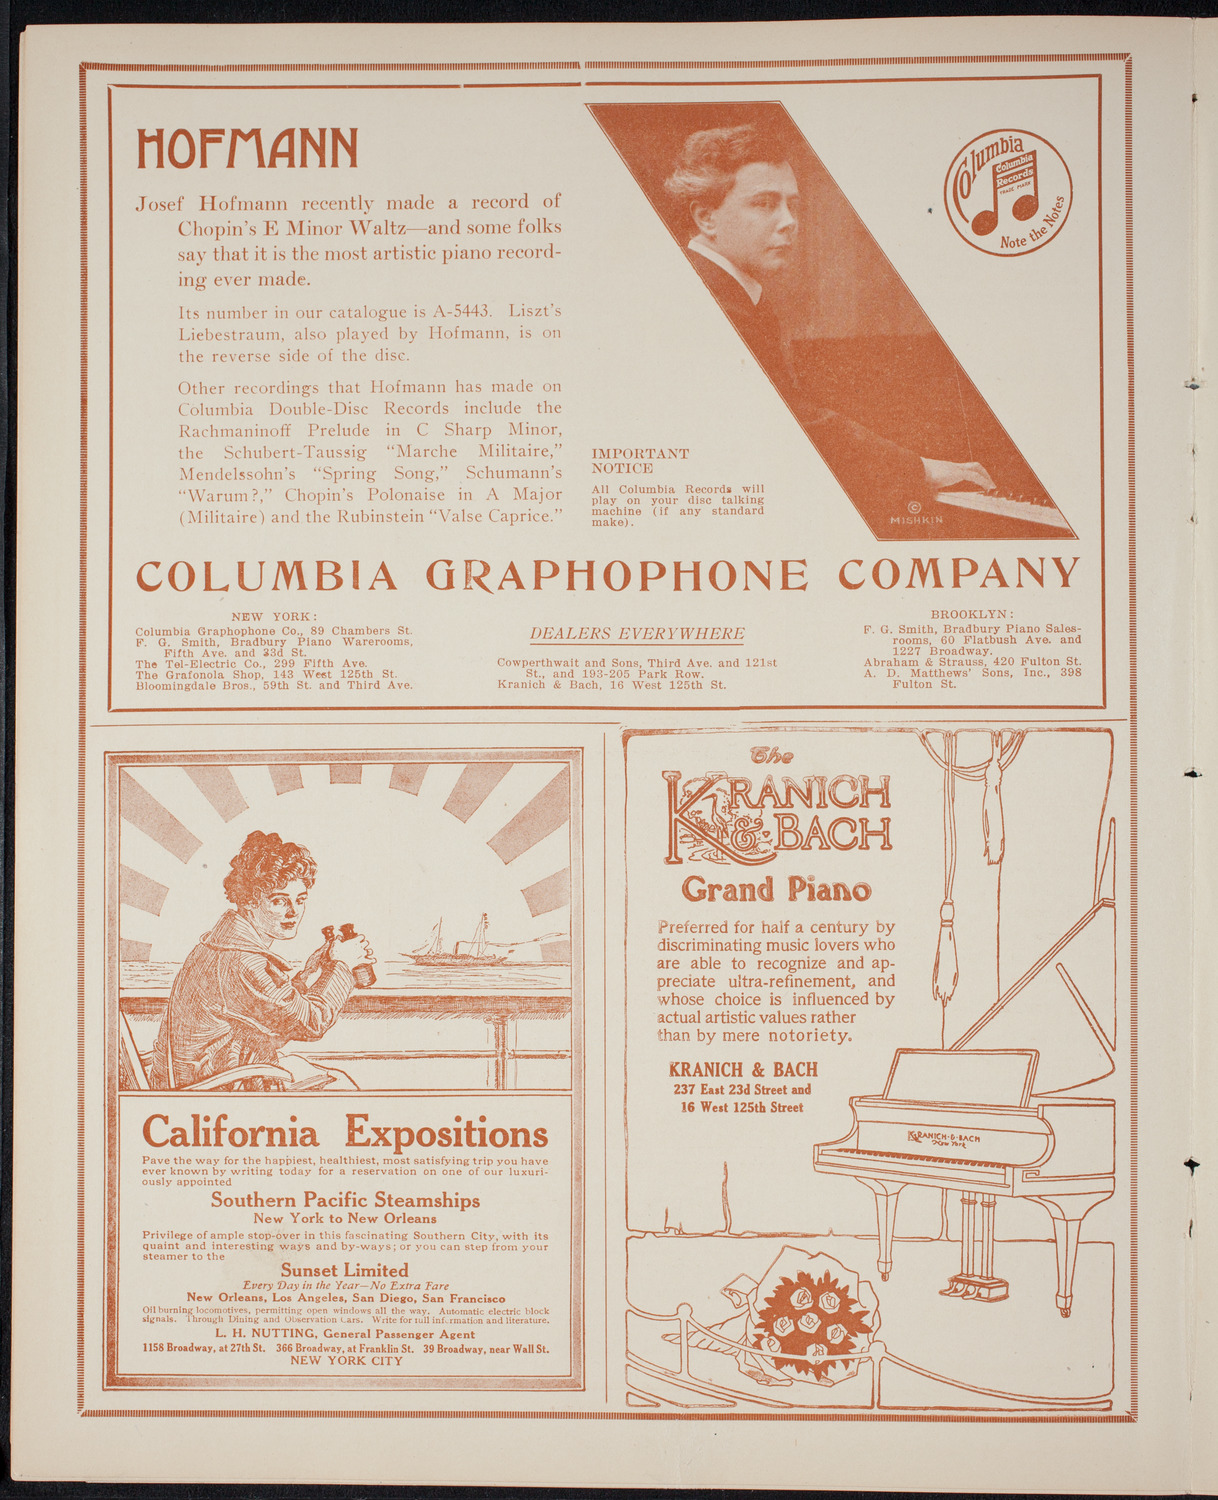 HOFMANN
Josef Hofmann recently made a record of
Chopin's E Minor Waltz—and some folks
say that it is the most artistic piano record-
ing ever made.
Its number in our catalogue is A-5443. Liszt's
Liebestraum, also played by Hofmann, is on
the reverse side of the disc.
Other recordings that Hofmann has made on
Columbia Double-Disc Records include the
Rachmaninoff Prelude in C Sharp Minor,
the Schubert-Taussig "Marche Militaire,"
Mendelssohn's "Spring Song," Schumann's
"Warum?," Chopin's Polonaise in A Major
(Militaire) and the Rubinstein "Valse Caprice."
IMPORTANT
NOTICE
All Columbia Records will
play on your disc talking
machine (if any standard
make).
©
MISHKIN
Columbia
Columbia
Records
TRADE MARK
Note the Notes
COLUMBIA GRAPHOPHONE COMPANY
NEW YORK:
Columbia Graphophone Co., 89 Chambers St.
F. G. Smith, Bradbury Piano Warerooms,
Fifth Ave. and 33d St.
The Tel-Electric Co., 299 Fifth Ave.
The Grafonola Shop, 143 West 125th St.
Bloomingdale Bros., 59th St. and Third Ave.
DEALERS EVERYWHERE
Cowperthwait and Sons, Third Ave. and 121st
St., and 193-205 Park Row.
Kranich & Bach, 16 West 125th St.
BROOKLYN:
F. G. Smith, Bradbury Piano Sales-
rooms, 60 Flatbush Ave. and
1227 Broadway.
Abraham & Strauss, 420 Fulton St.
A. D. Matthews' Sons, Inc., 398
Fulton St.
California Expositions
Pave the way for the happiest, healthiest, most satisfying trip you have
ever known by writing today for a reservation on one of our luxuri-
ously appointed
Southern Pacific Steamships
New York to New Orleans
Privilege of ample stop-over in this fascinating Southern City, with its
quaint and interesting ways and by-ways; or you can step from your
steamer to the
Sunset Limited
Every Day in the Year—No Extra Fare
New Orleans, Los Angeles, San Diego, San Francisco
Oil burning locomotives, permitting open windows all the way. Automatic electric block
signals. Through Dining and Observation Cars. Write for full information and literature.
L. H. NUTTING, General Passenger Agent
1158 Broadway, at 27th St. 366 Broadway, at Franklin St. 39 Broadway, near Wall St.
NEW YORK CITY
The
KRANICH
& BACH
Grand Piano
Preferred for half a century by
discriminating music lovers who
are able to recognize and ap-
preciate ultra-refinement, and
whose choice is influenced by
actual artistic values rather
than by mere notoriety.
KRANICH & BACH
237 East 23d Street and
16 West 125th Street
KRANICH·&·BACH
New York